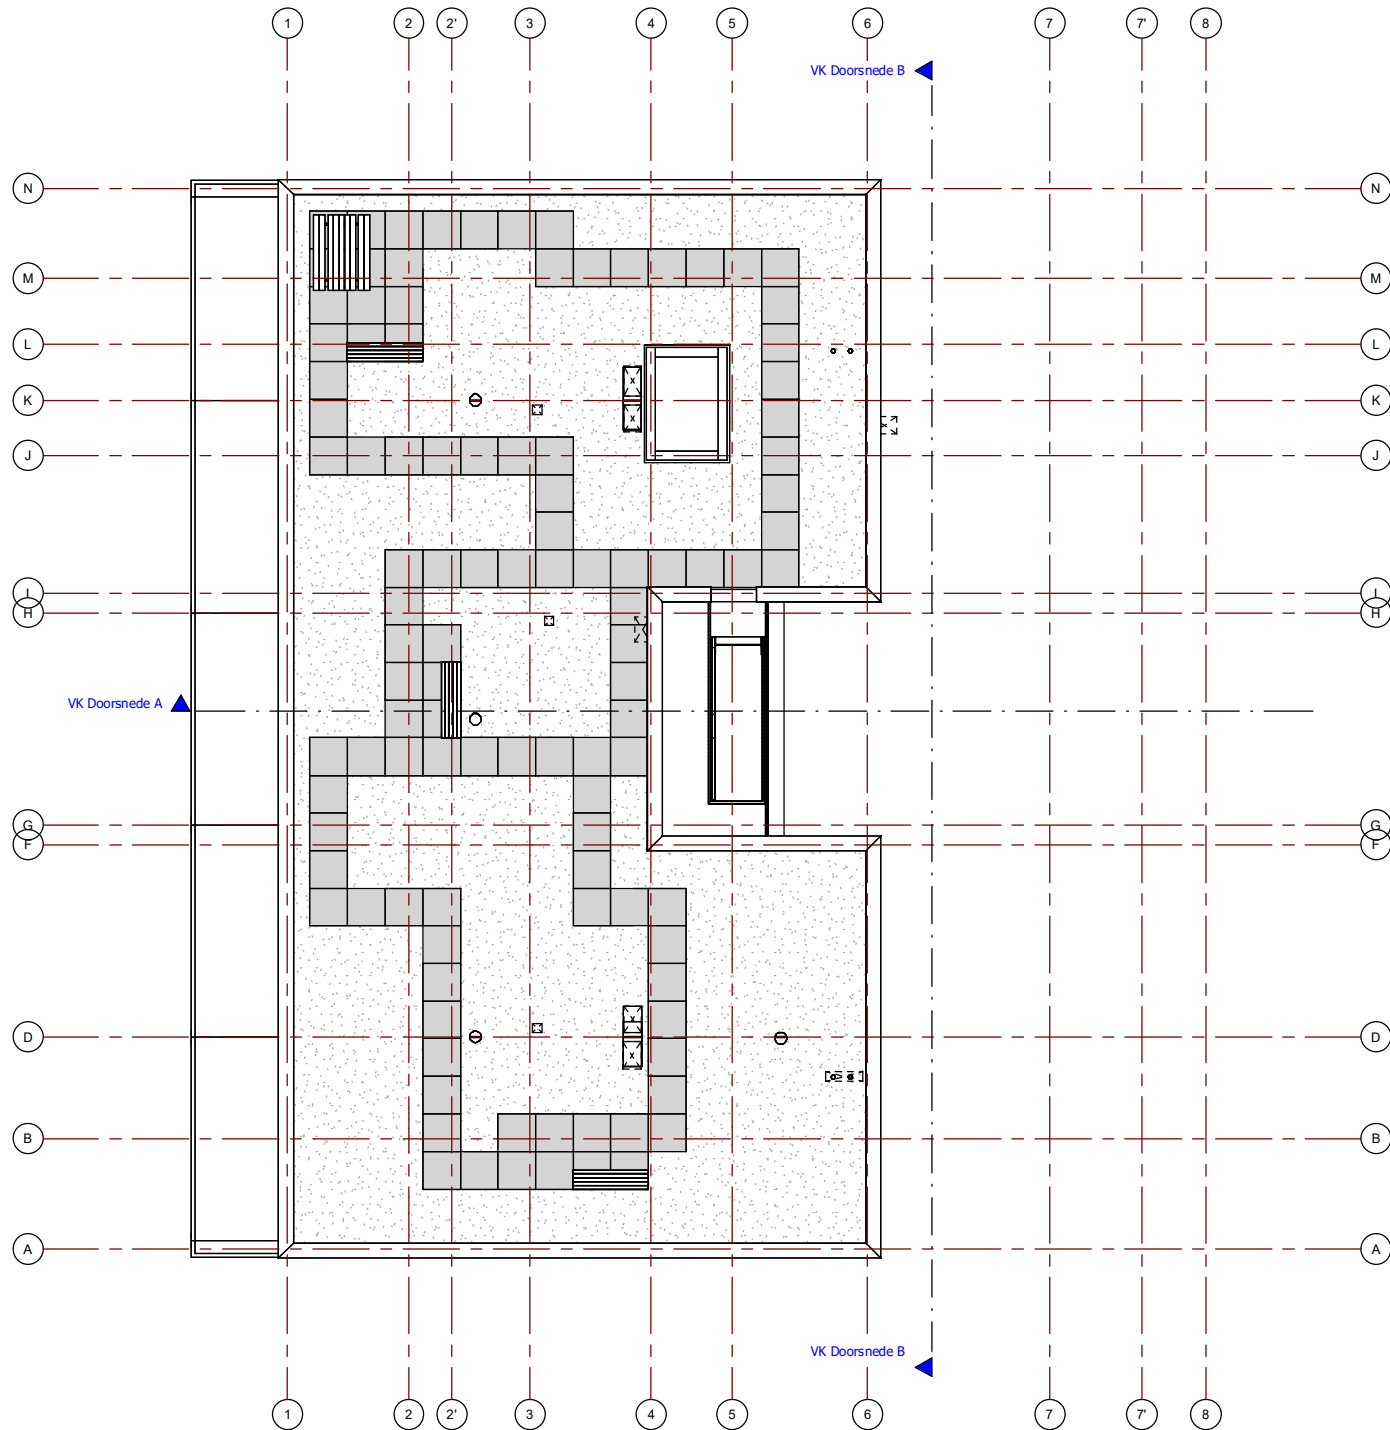 1 2 2' 3 4 5 6 7 7' 8
VK Doorsnede B
N N
M M
L L
K K
J J
I I
H H
VK Doorsnede A
G G
F F
D D
B B
A A
VK Doorsnede B
1 2 2' 3 4 5 6 7 7' 8